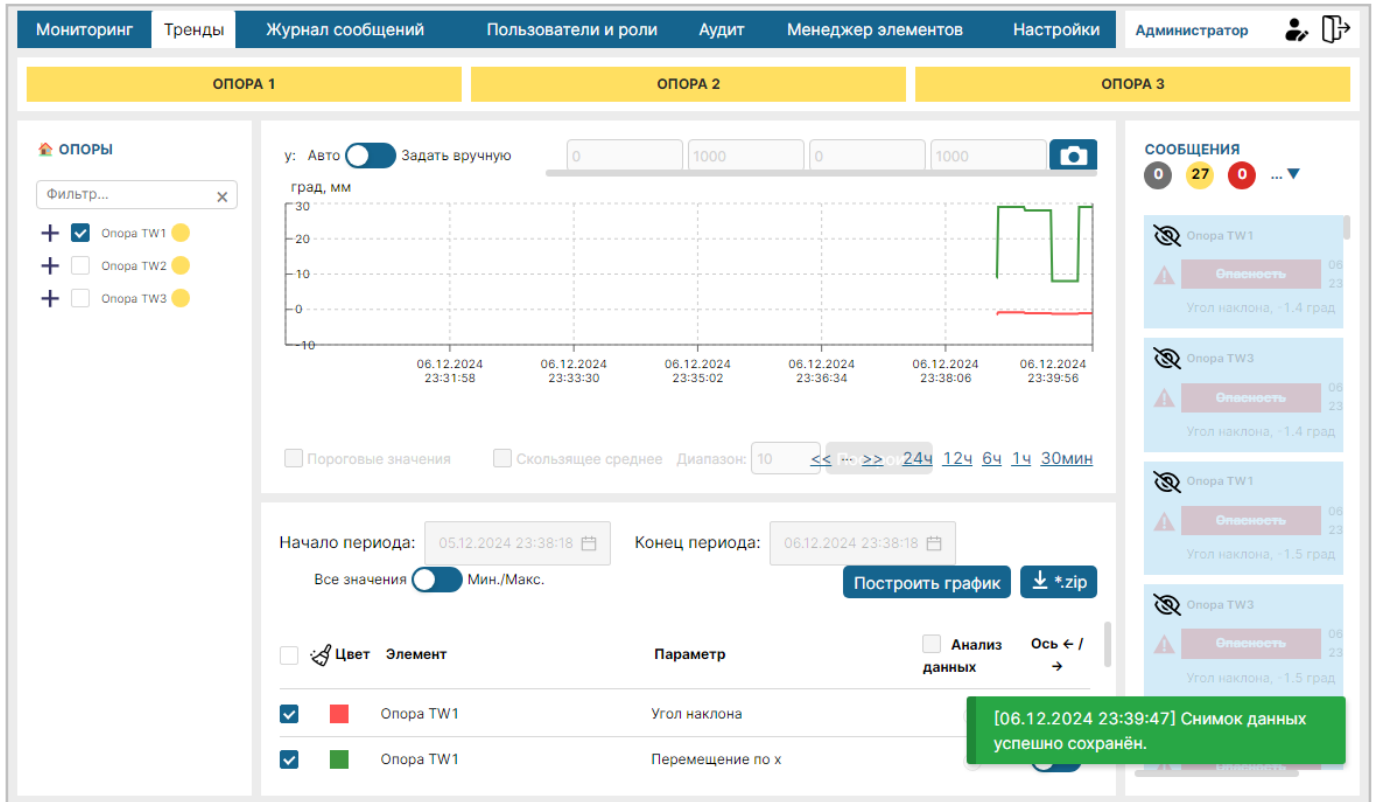 Мониторинг Тренды Журнал сообщений Пользователи и роли Аудит Менеджер элементов Настройки Администратор
ОПОРА 1 ОПОРА 2 ОПОРА 3
ОПОРЫ
Фильтр...
Опора TW1
Опора TW2
Опора TW3
y: Авто Задать вручную 0 1000 0 1000
град, мм
30
20
10
0
-10
06.12.2024 06.12.2024 06.12.2024 06.12.2024 06.12.2024 06.12.2024
23:31:58 23:33:30 23:35:02 23:36:34 23:38:06 23:39:56
Пороговые значения Скользящее среднее Диапазон: 10 << ... >> 24ч 12ч 6ч 1ч 30мин
Начало периода: 05.12.2024 23:38:18 Конец периода: 06.12.2024 23:38:18
Все значения Мин./Макс. Построить график *.zip
Цвет Элемент Параметр Анализ данных Ось ← / →
Опора TW1 Угол наклона
Опора TW1 Перемещение по x
СООБЩЕНИЯ
0 27 0 ... ▼
Опора TW1
Опасность 06
23
Угол наклона, -1.4 град
Опора TW3
Опасность 06
23
Угол наклона, -1.4 град
Опора TW1
Опасность 06
23
Угол наклона, -1.5 град
Опора TW3
Опасность 06
23
Угол наклона, -1.5 град
[06.12.2024 23:39:47] Снимок данных
успешно сохранён.